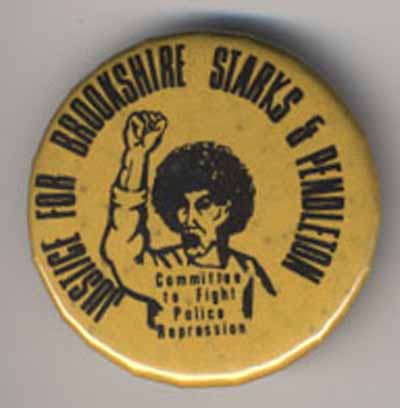 JUSTICE FOR BROOKSHIRE STARKS & PENDLETON
Committee
to Fight
Police
Repression